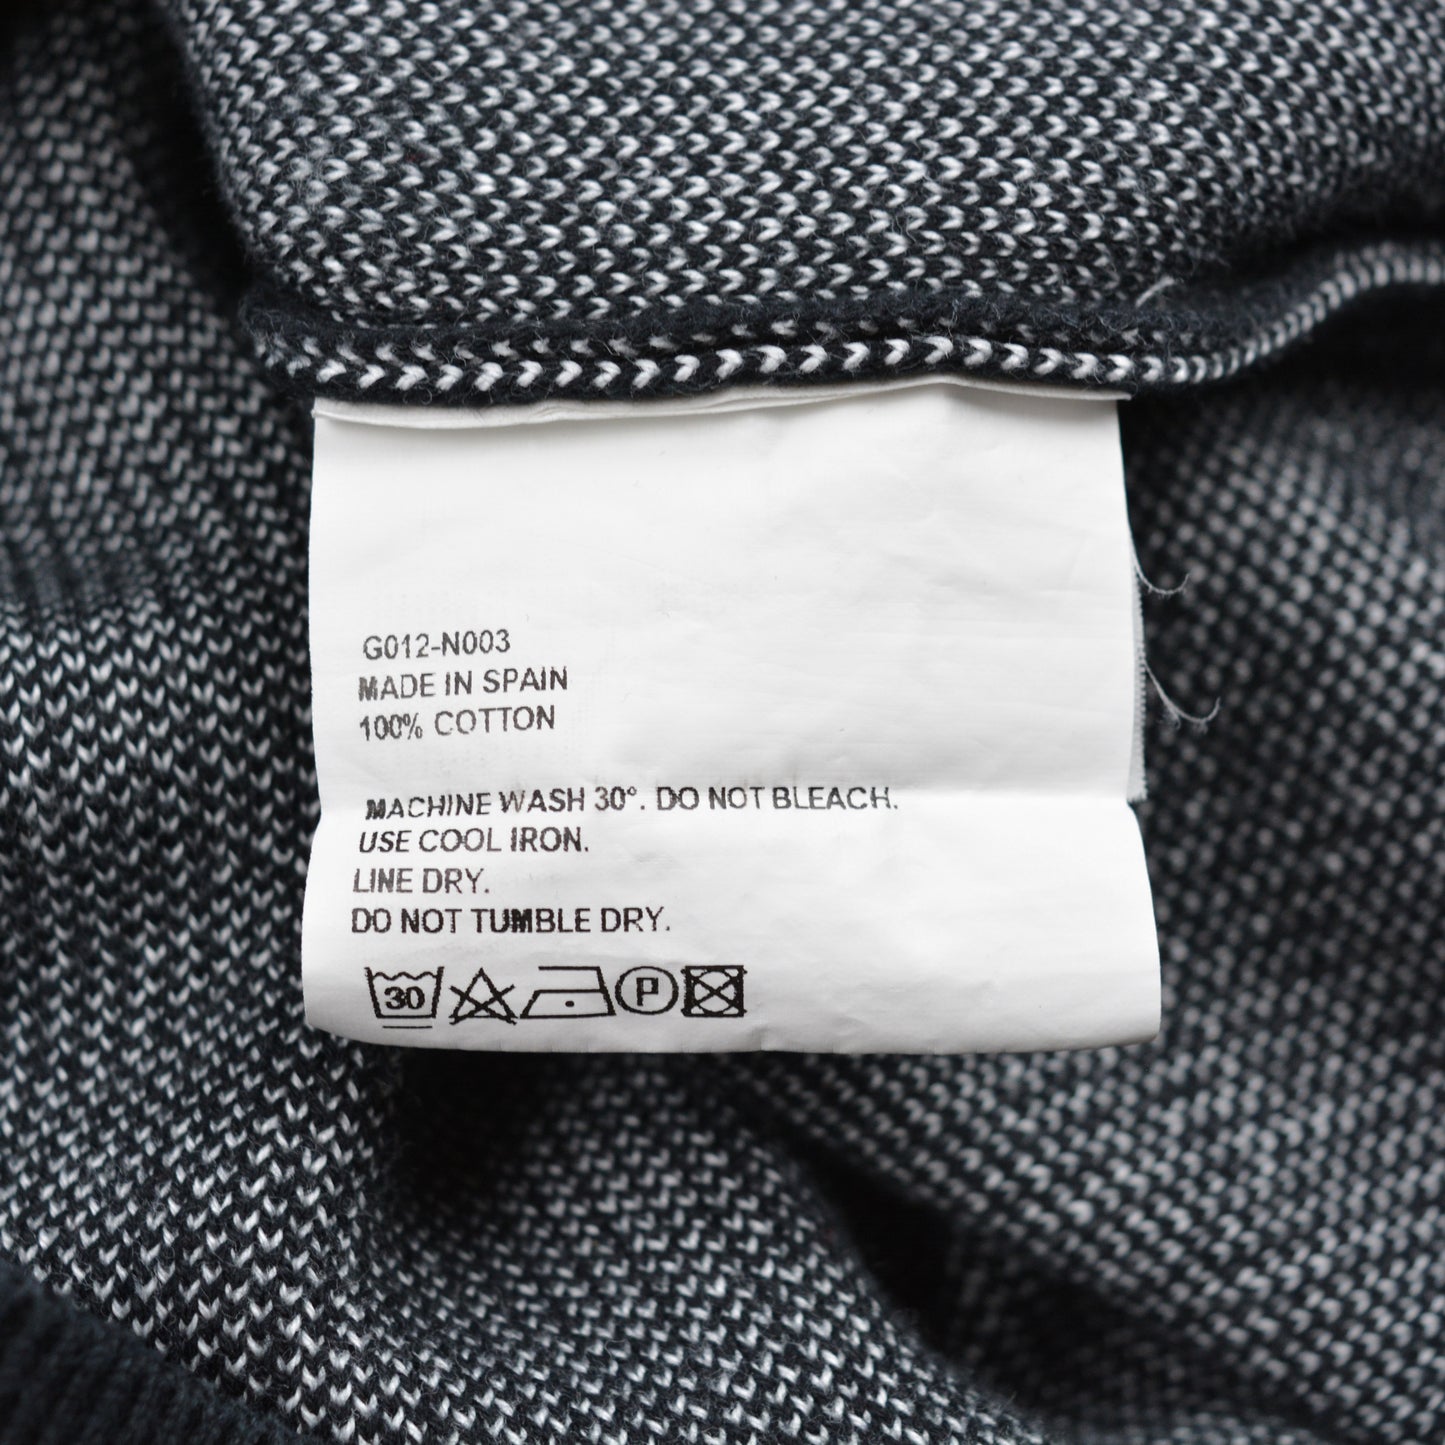 G012-N003
MADE IN SPAIN
100% COTTON
MACHINE WASH 30°. DO NOT BLEACH.
USE COOL IRON.
LINE DRY.
DO NOT TUMBLE DRY.
30 P